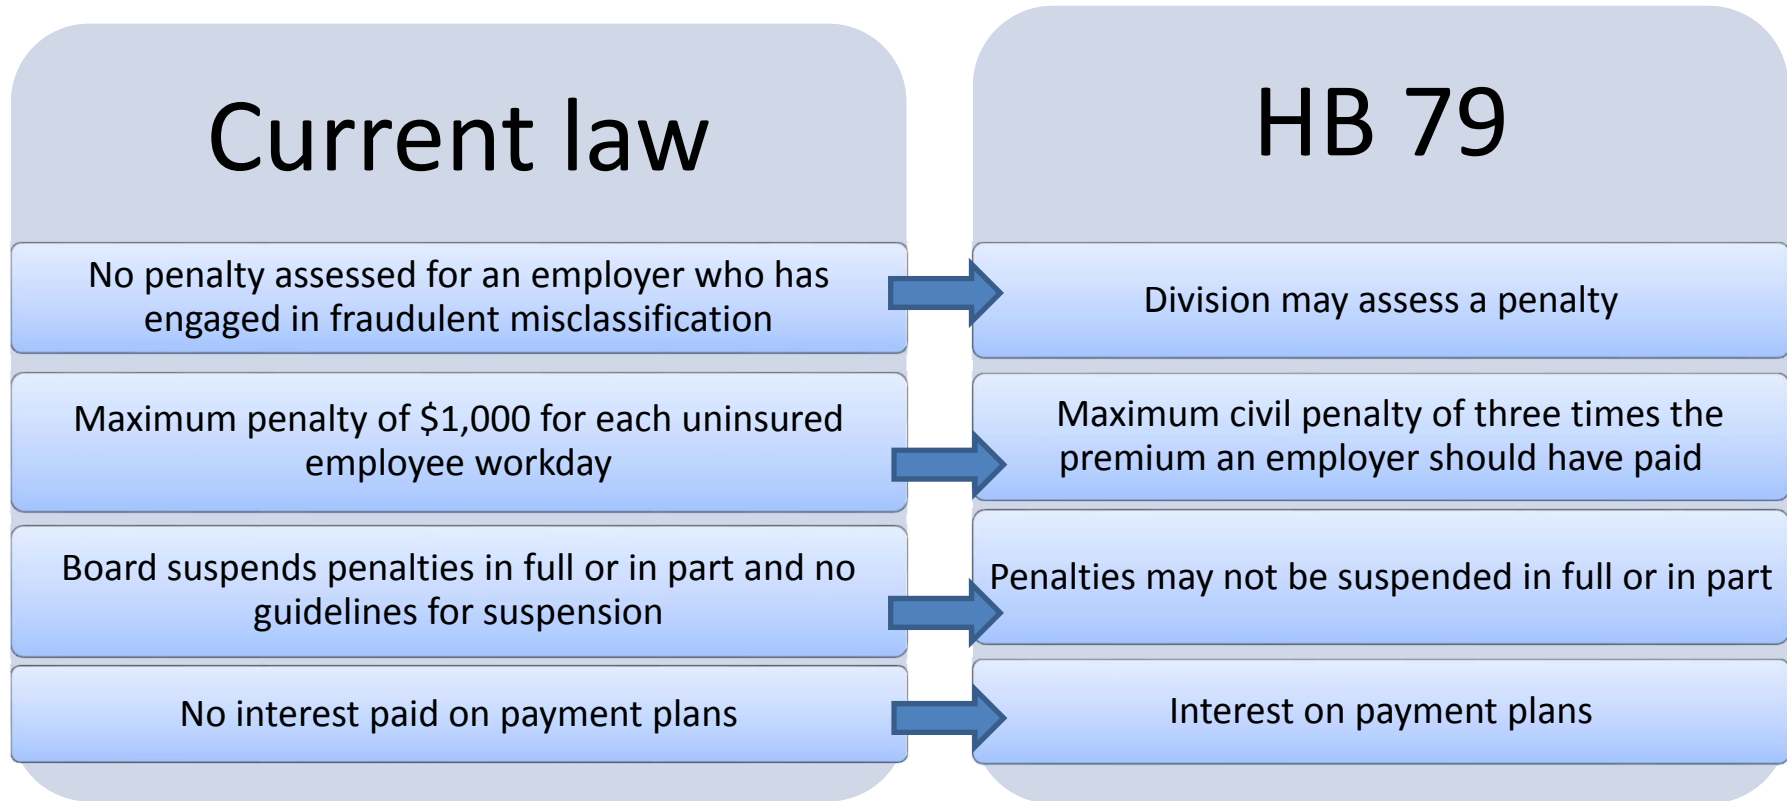 Current law
No penalty assessed for an employer who has
engaged in fraudulent misclassification
Maximum penalty of $1,000 for each uninsured
employee workday
Board suspends penalties in full or in part and no
guidelines for suspension
No interest paid on payment plans
HB 79
Division may assess a penalty
Maximum civil penalty of three times the
premium an employer should have paid
Penalties may not be suspended in full or in part
Interest on payment plans